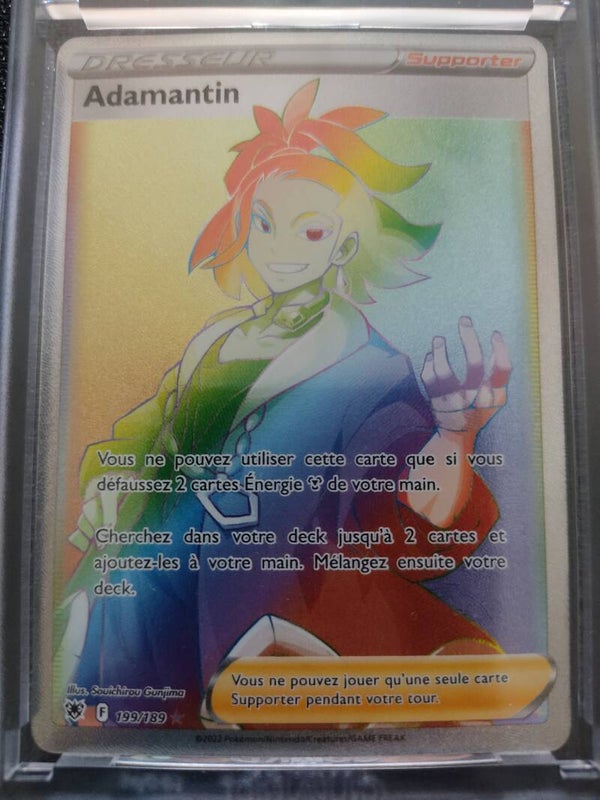 DRESSEUR Supporter
Adamantin
Vous ne pouvez utiliser cette carte que si vous
défaussez 2 cartes Énergie de votre main.
Cherchez dans votre deck jusqu'à 2 cartes et
ajoutez-les à votre main. Mélangez ensuite votre
deck.
Vous ne pouvez jouer qu'une seule carte
Supporter pendant votre tour.
Illus. Souichirou Gunjima
F 199/189
©2022 Pokémon/Nintendo/Creatures/GAME FREAK